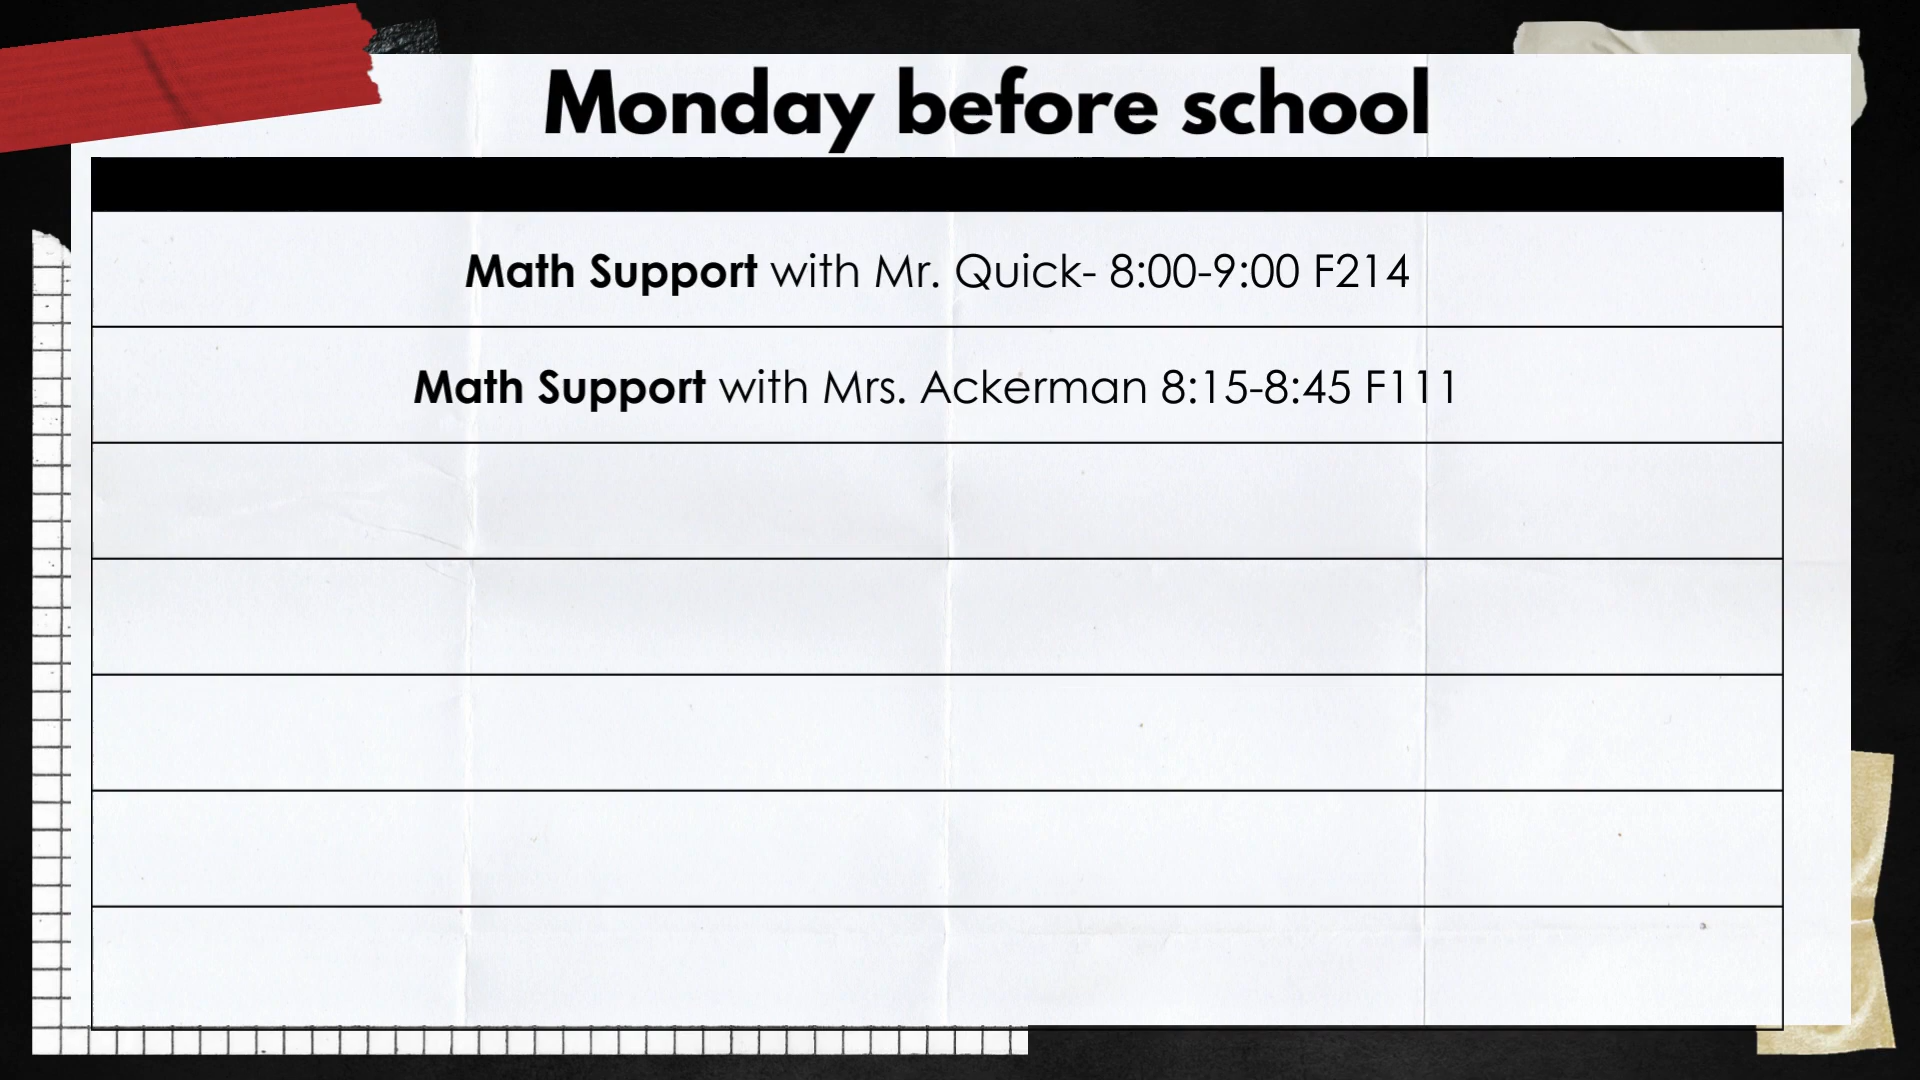 Monday before school
Math Support with Mr. Quick- 8:00-9:00 F214
Math Support with Mrs. Ackerman 8:15-8:45 F111